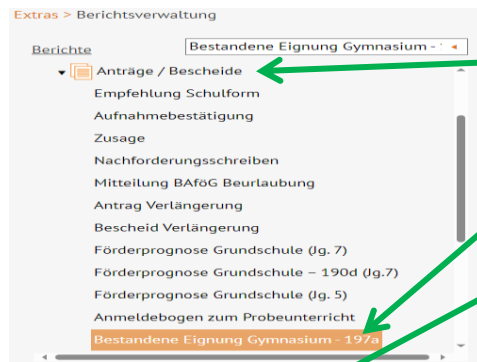 Extras > Berichtsverwaltung
Berichte
Bestandene Eignung Gymnasium -
Anträge / Bescheide
Empfehlung Schulform
Aufnahmebestätigung
Zusage
Nachforderungsschreiben
Mitteilung BAföG Beurlaubung
Antrag Verlängerung
Bescheid Verlängerung
Förderprognose Grundschule (Jg. 7)
Förderprognose Grundschule – 190d (Jg.7)
Förderprognose Grundschule (Jg. 5)
Anmeldebogen zum Probeunterricht
Bestandene Eignung Gymnasium - 197a